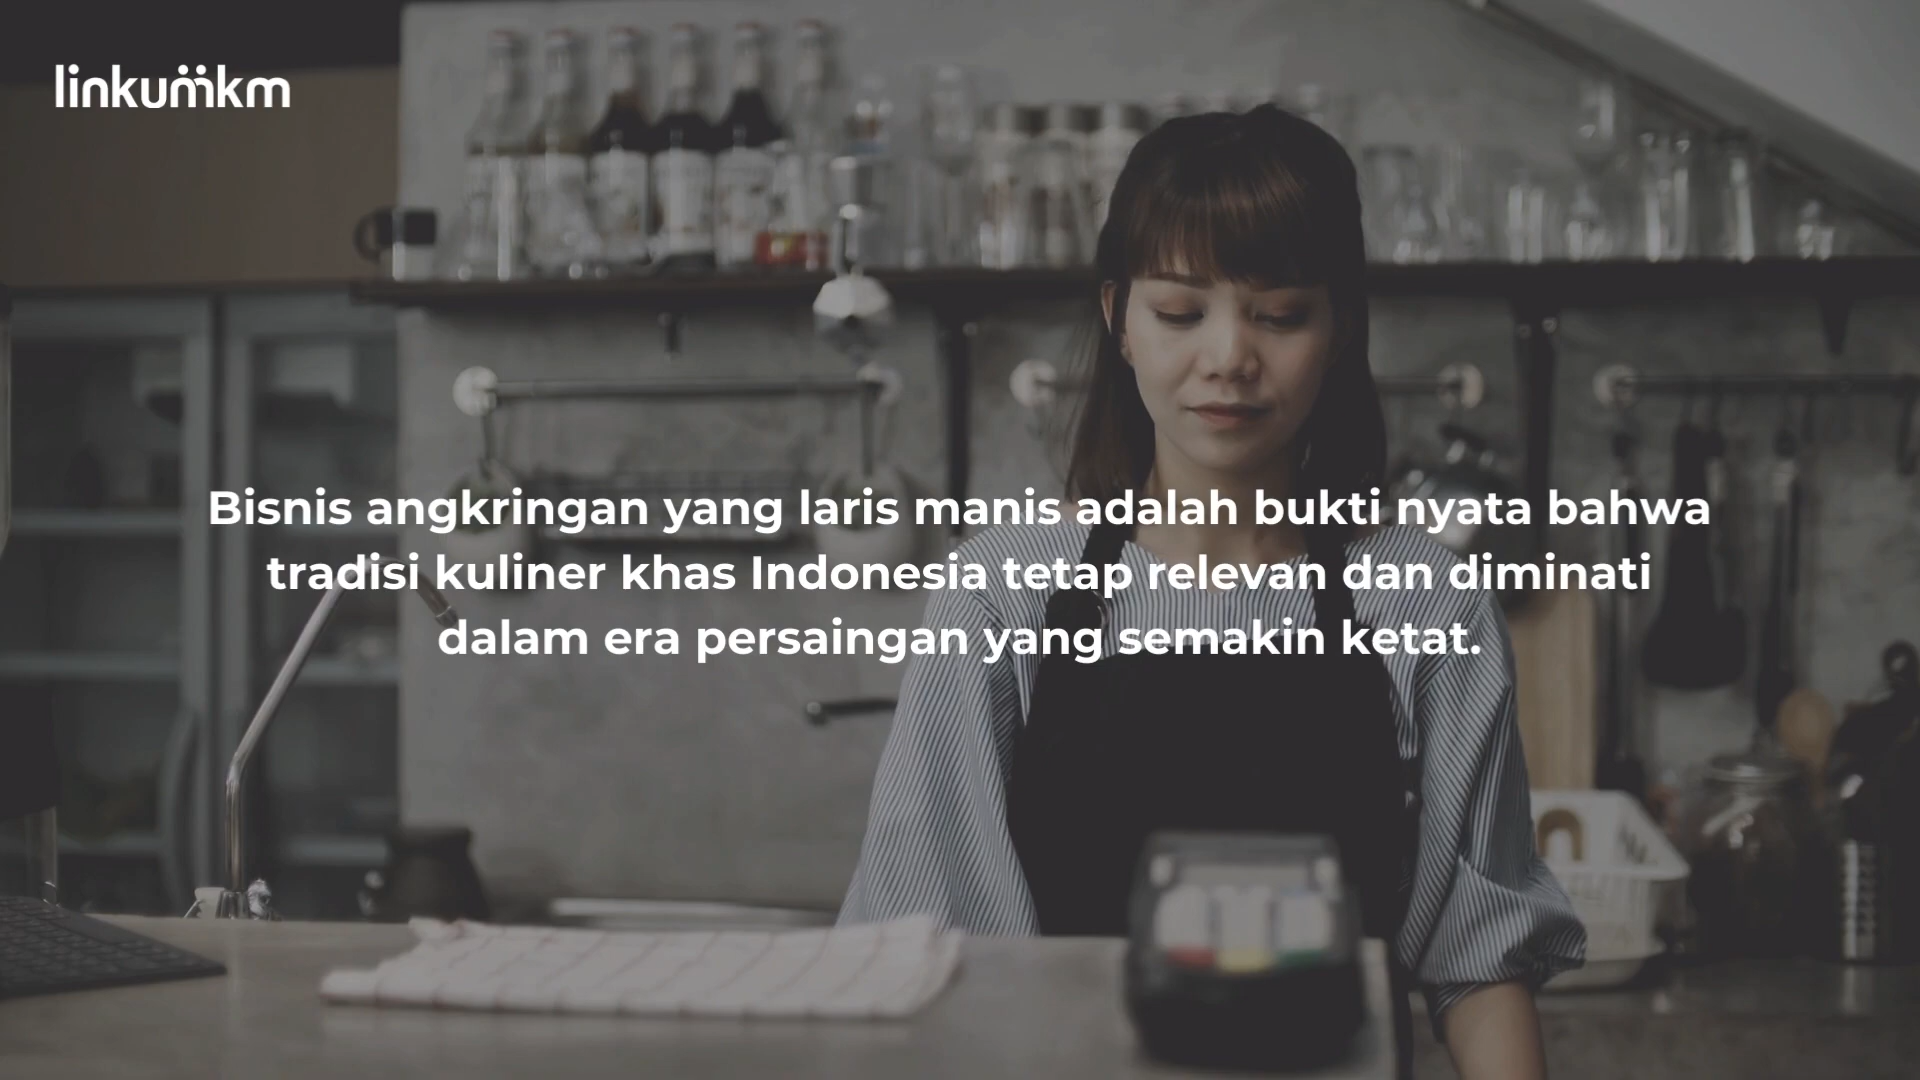 linkumkm
Bisnis angkringan yang laris manis adalah bukti nyata bahwa
tradisi kuliner khas Indonesia tetap relevan dan diminati
dalam era persaingan yang semakin ketat.